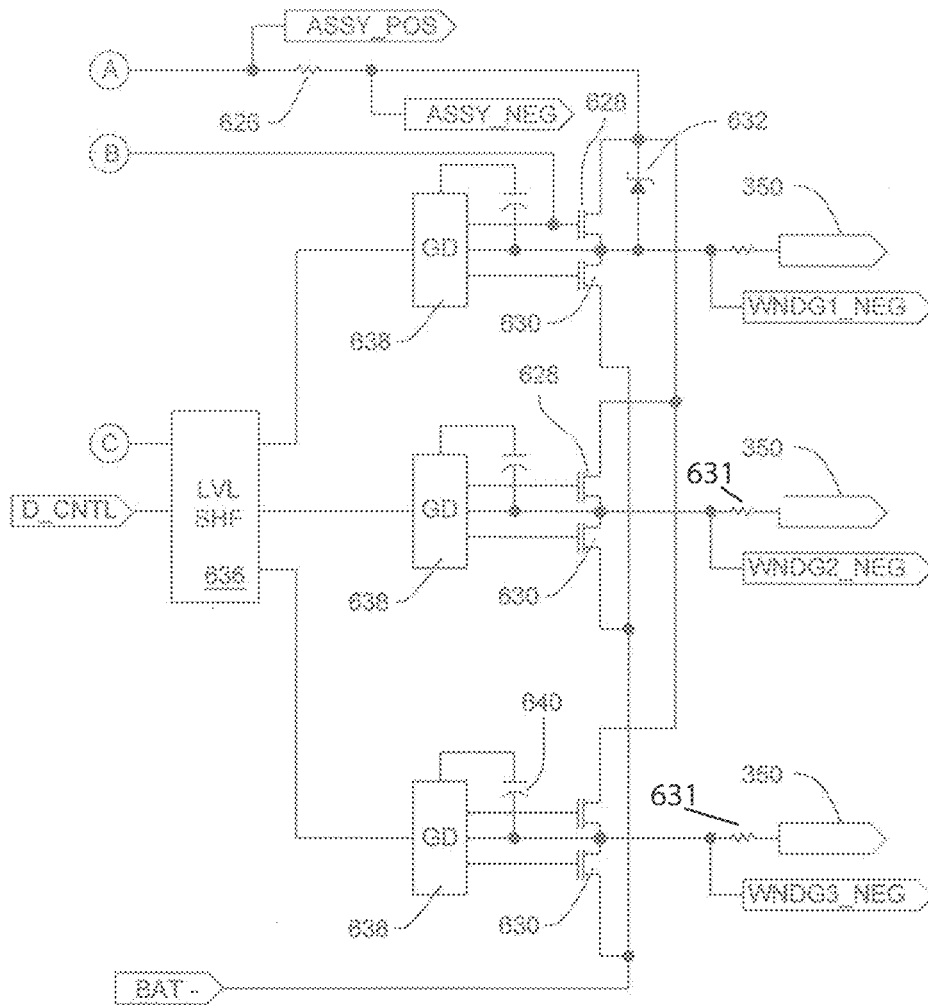 ASSY_POS
A
626
ASSY_NEG
628
632
B
350
GD
WNDG1_NEG
638
630
628
C
LVL
SHF
636
D_CNTL
GD
631
350
WNDG2_NEG
638
630
640
GD
631
350
WNDG3_NEG
638
630
BAT -